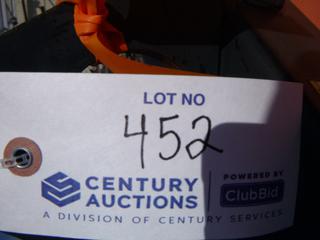 LOT NO
452
CENTURY AUCTIONS
POWERED BY
ClubBid
A DIVISION OF CENTURY SERVICES